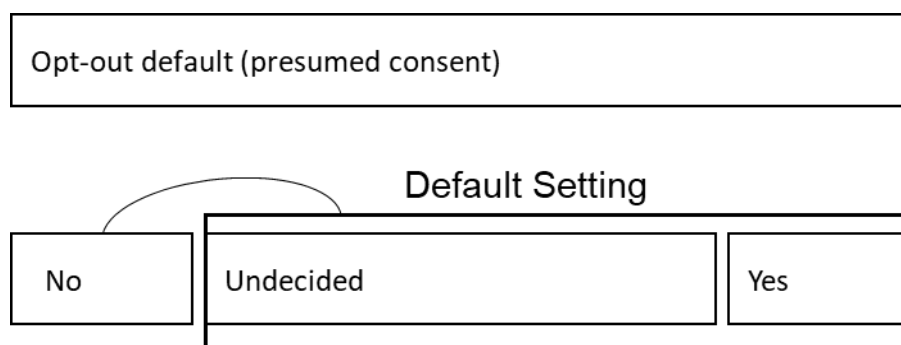 Opt-out default (presumed consent)
Default Setting
No
Undecided
Yes